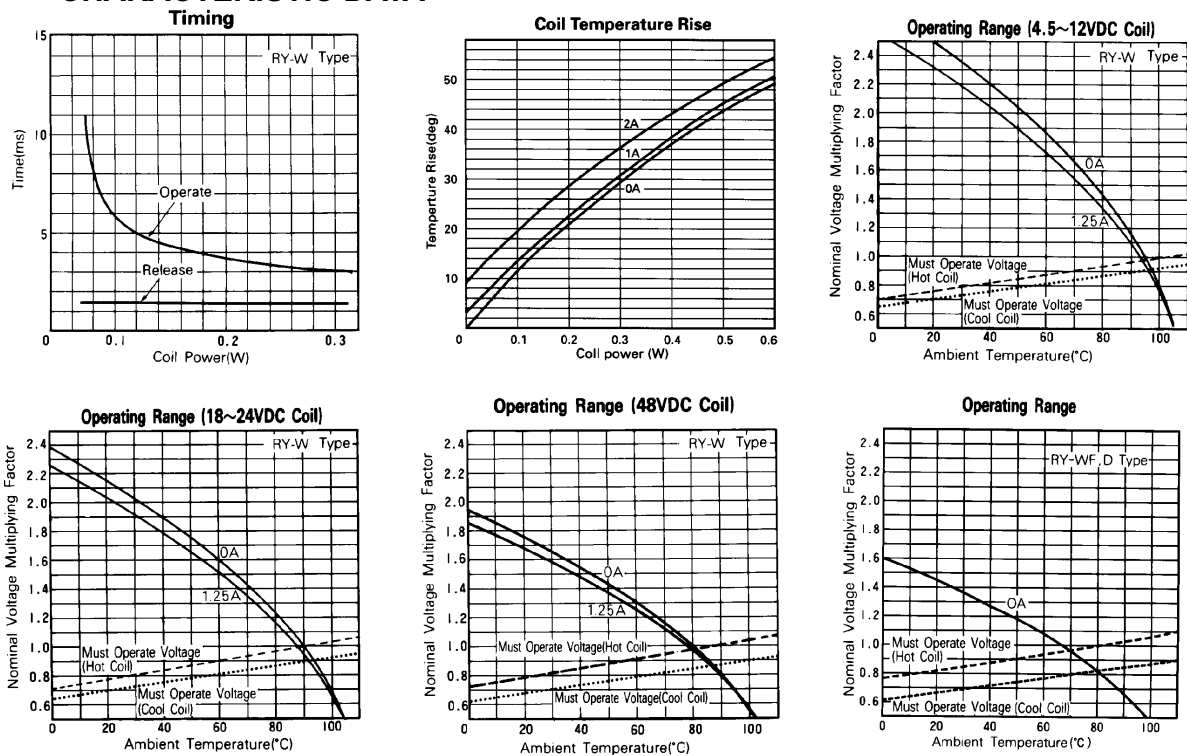 Timing
15
RY-W Type
10
Time(ms)
Operate
5
Release
0
0.1
0.2
0.3
Coil Power(W)
Coil Temperature Rise
50
40
30
20
10
Temperture Rise(deg)
2A
1A
0A
0
0.1
0.2
0.3
0.4
0.5
0.6
Coil power (W)
Operating Range (4.5~12VDC Coil)
RY-W Type
2.4
2.2
2.0
1.8
1.6
1.4
1.2
1.0
0.8
0.6
Nominal Voltage Multiplying Factor
0A
1.25A
Must Operate Voltage
(Hot Coil)
Must Operate Voltage
(Cool Coil)
0
20
40
60
80
100
Ambient Temperature(°C)
Operating Range (18~24VDC Coil)
RY-W Type
2.4
2.2
2.0
1.8
1.6
1.4
1.2
1.0
0.8
0.6
Nominal Voltage Multiplying Factor
0A
1.25A
Must Operate Voltage
(Hot Coil)
Must Operate Voltage
(Cool Coil)
0
20
40
60
80
100
Ambient Temperature(°C)
Operating Range (48VDC Coil)
RY-W Type
2.4
2.2
2.0
1.8
1.6
1.4
1.2
1.0
0.8
0.6
Nominal Voltage Multiplying Factor
0A
1.25A
Must Operate Voltage(Hot Coil)
Must Operate Voltage(Cool Coil)
0
20
40
60
80
100
Ambient Temperature(°C)
Operating Range
RY-WF.D Type
2.4
2.2
2.0
1.8
1.6
1.4
1.2
1.0
0.8
0.6
Nominal Voltage Multiplying Factor
0A
Must Operate Voltage
(Hot Coil)
Must Operate Voltage (Cool Coil)
0
20
40
60
80
100
Ambient Temperature(°C)